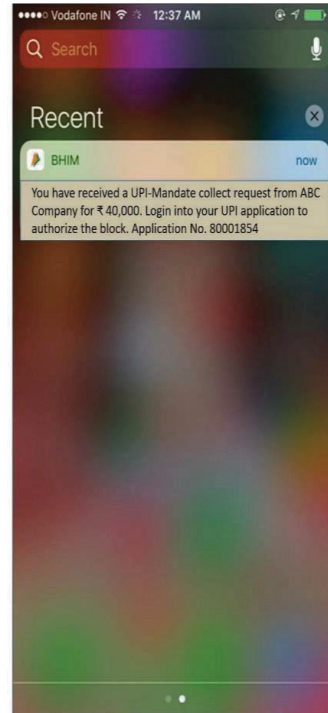 Vodafone IN 12:37 AM
Search
Recent
BHIM now
You have received a UPI-Mandate collect request from ABC
Company for ₹ 40,000. Login into your UPI application to
authorize the block. Application No. 80001854